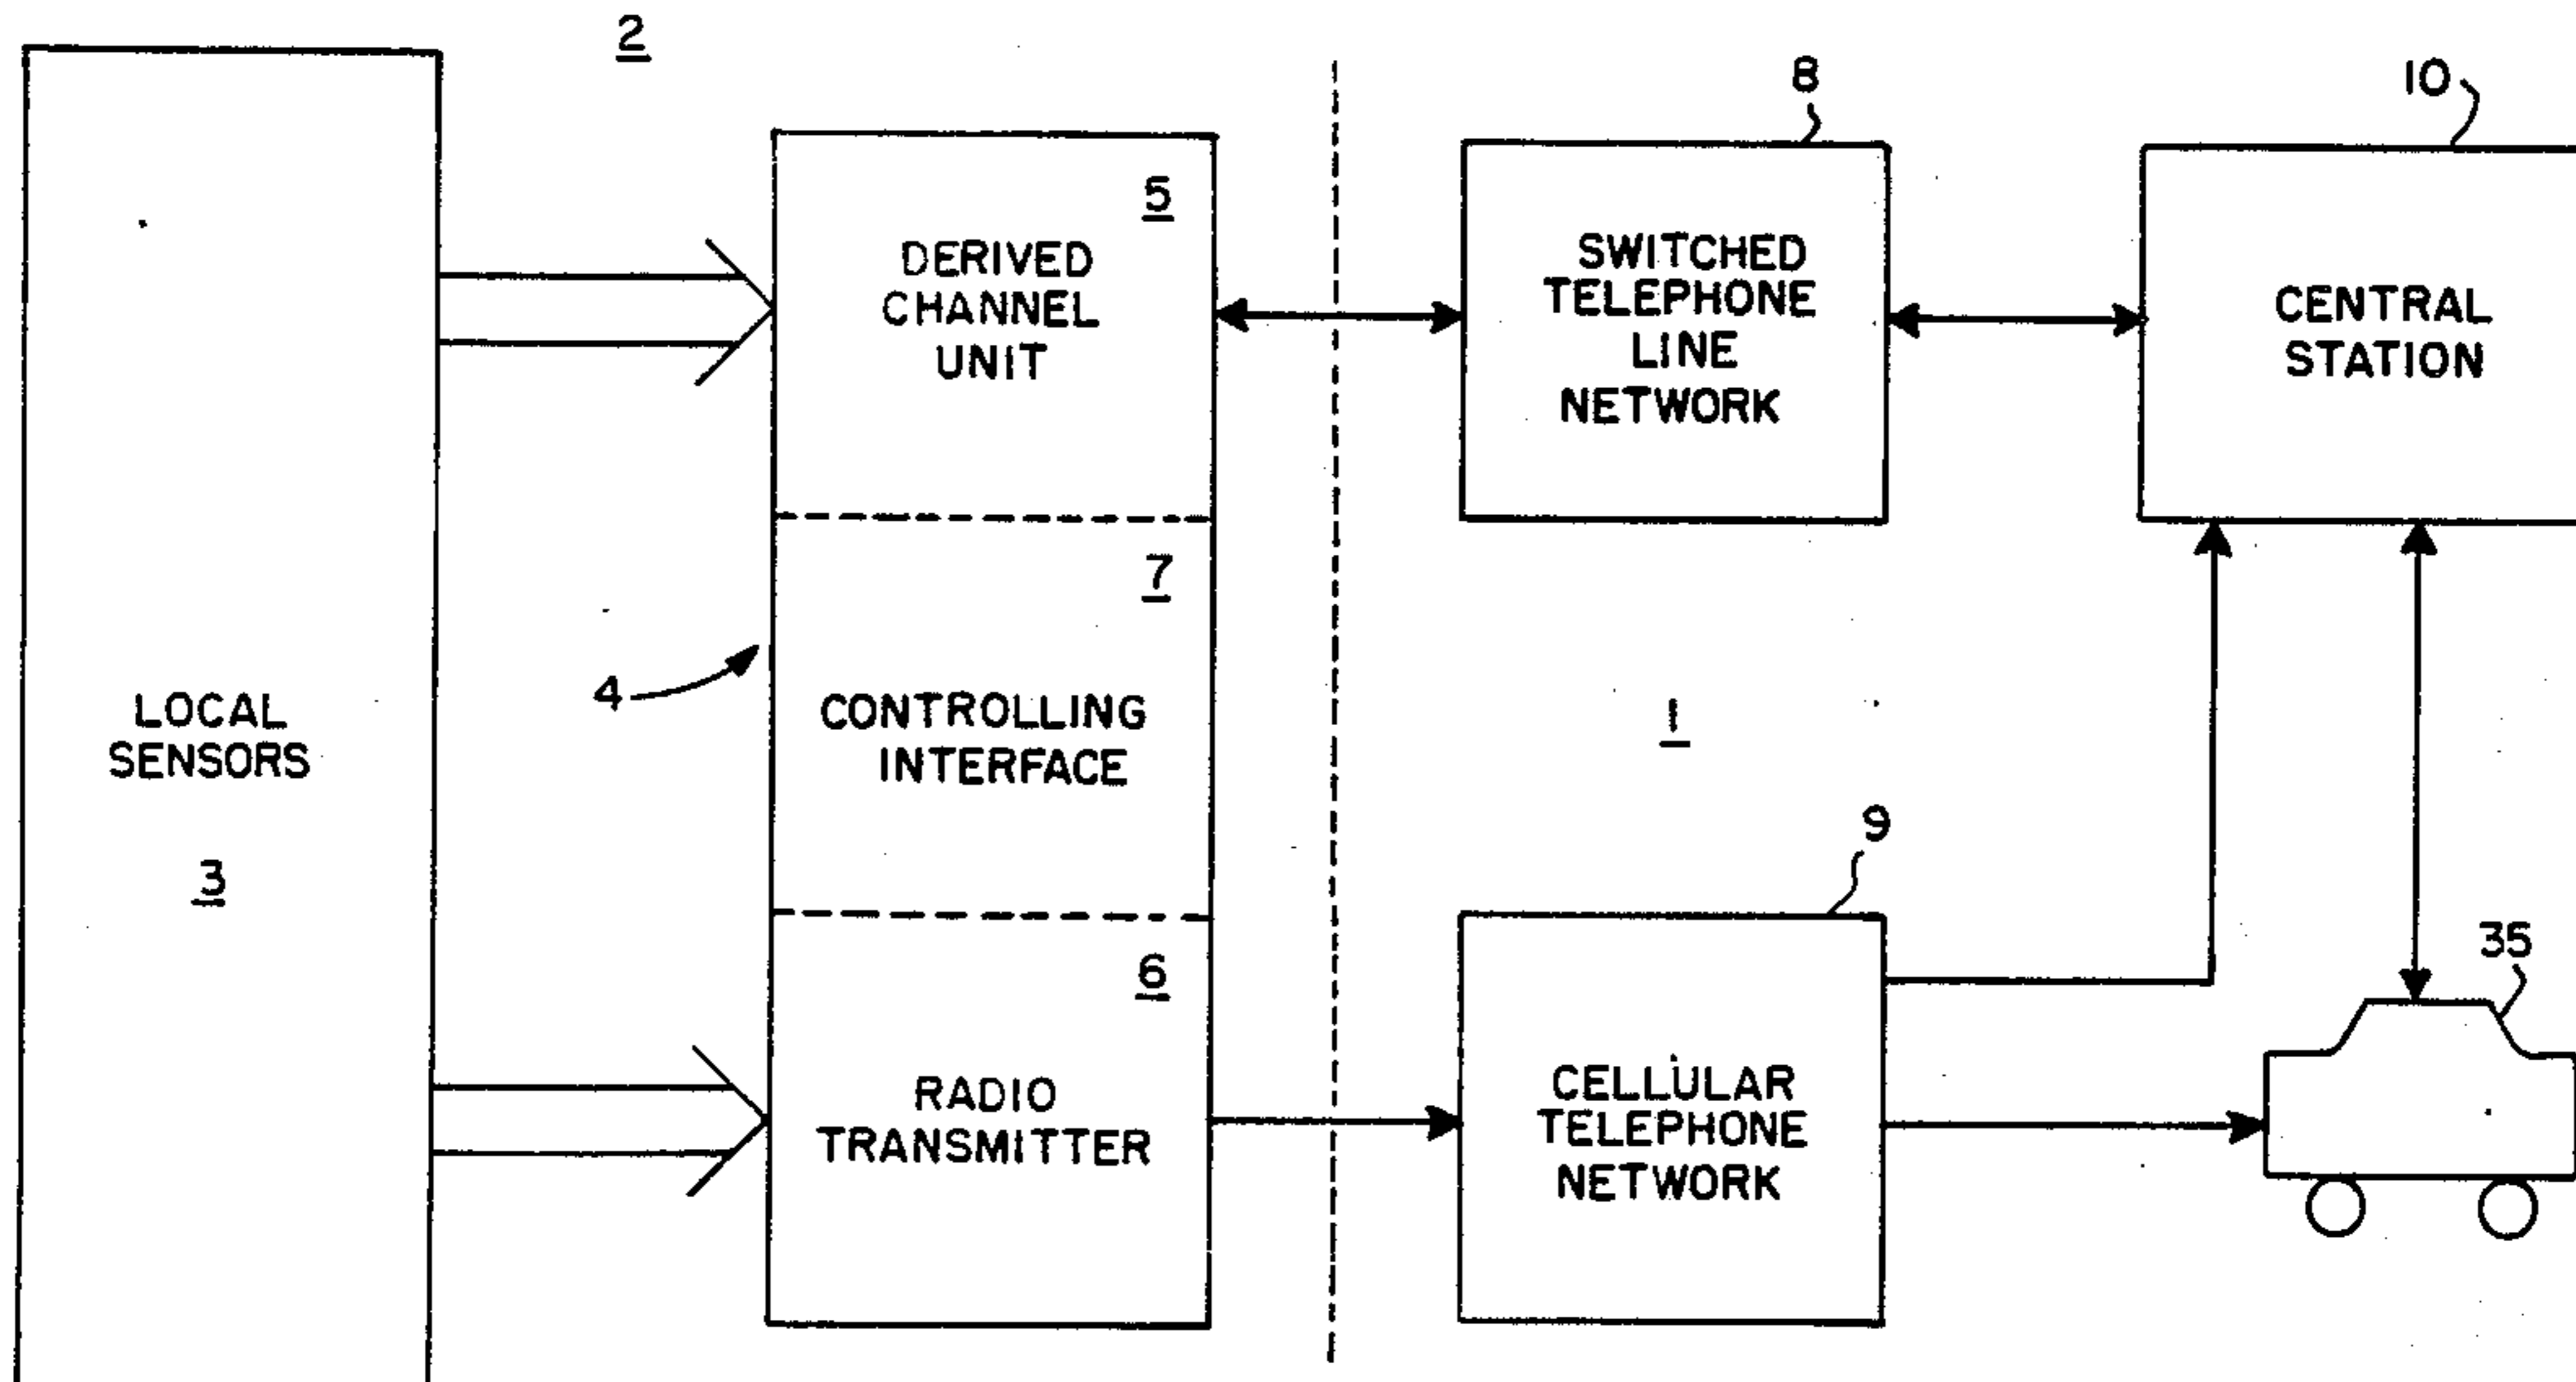 2
8
10
5
DERIVED
CHANNEL
UNIT
SWITCHED
TELEPHONE
LINE
NETWORK
CENTRAL
STATION
7
4
LOCAL
SENSORS
3
CONTROLLING
INTERFACE
1
9
35
6
RADIO
TRANSMITTER
CELLULAR
TELEPHONE
NETWORK